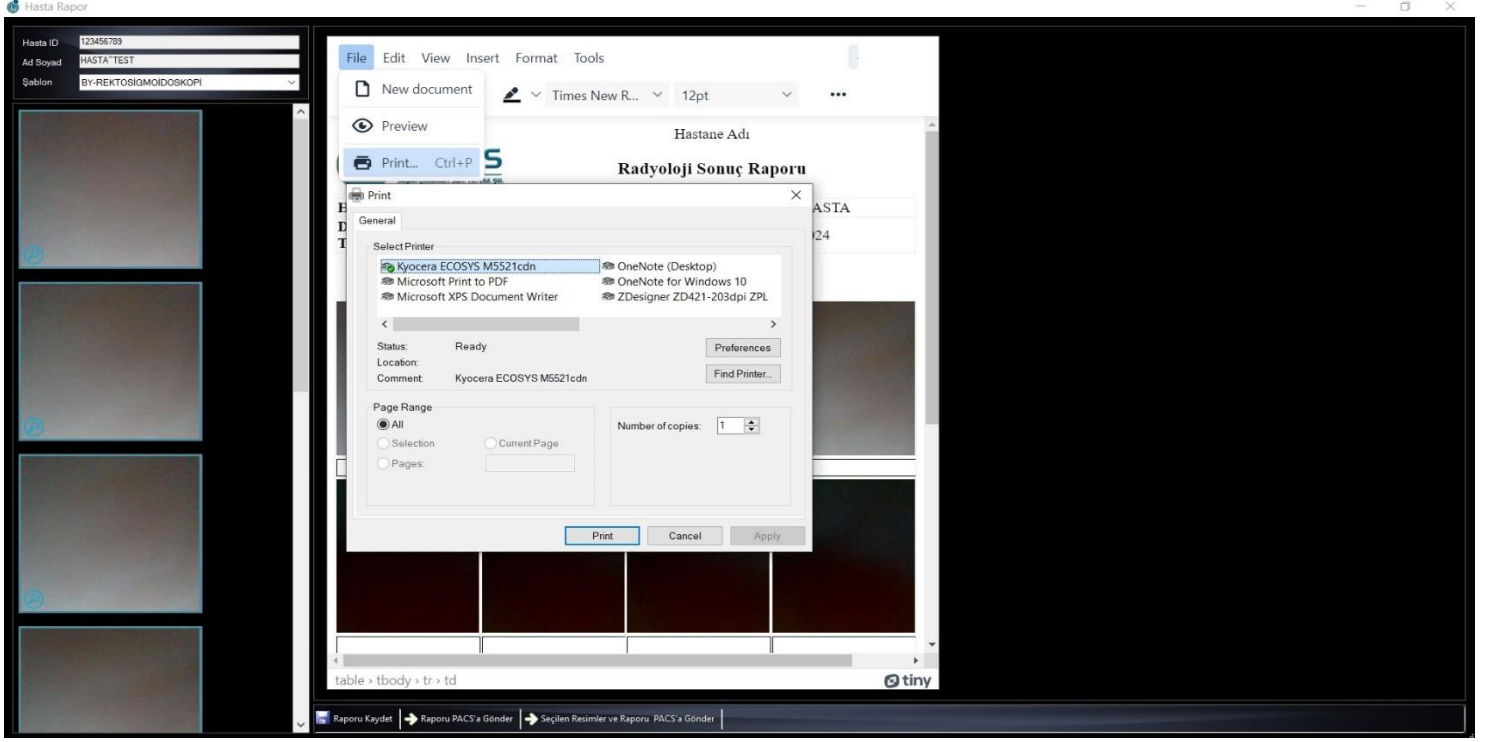 Hasta Rapor
Hasta ID 123456789
Ad Soyad HASTA^TEST
Şablon BY-REKTOSİGMOİDOSKOPİ
File Edit View Insert Format Tools
New document
Times New R... 12pt
Preview
Print... Ctrl+P
S
Hastane Adı
Radyoloji Sonuç Raporu
ASTA
24
Print
General
Select Printer
Kyocera ECOSYS M5521cdn
Microsoft Print to PDF
Microsoft XPS Document Writer
OneNote (Desktop)
OneNote for Windows 10
ZDesigner ZD421-203dpi ZPL
Status: Ready
Preferences
Location:
Find Printer...
Comment: Kyocera ECOSYS M5521cdn
Page Range
All
Selection Current Page
Pages:
Number of copies: 1
Print Cancel Apply
table › tbody › tr › td
tiny
Raporu Kaydet Raporu PACS'a Gönder Seçilen Resimler ve Raporu PACS'a Gönder